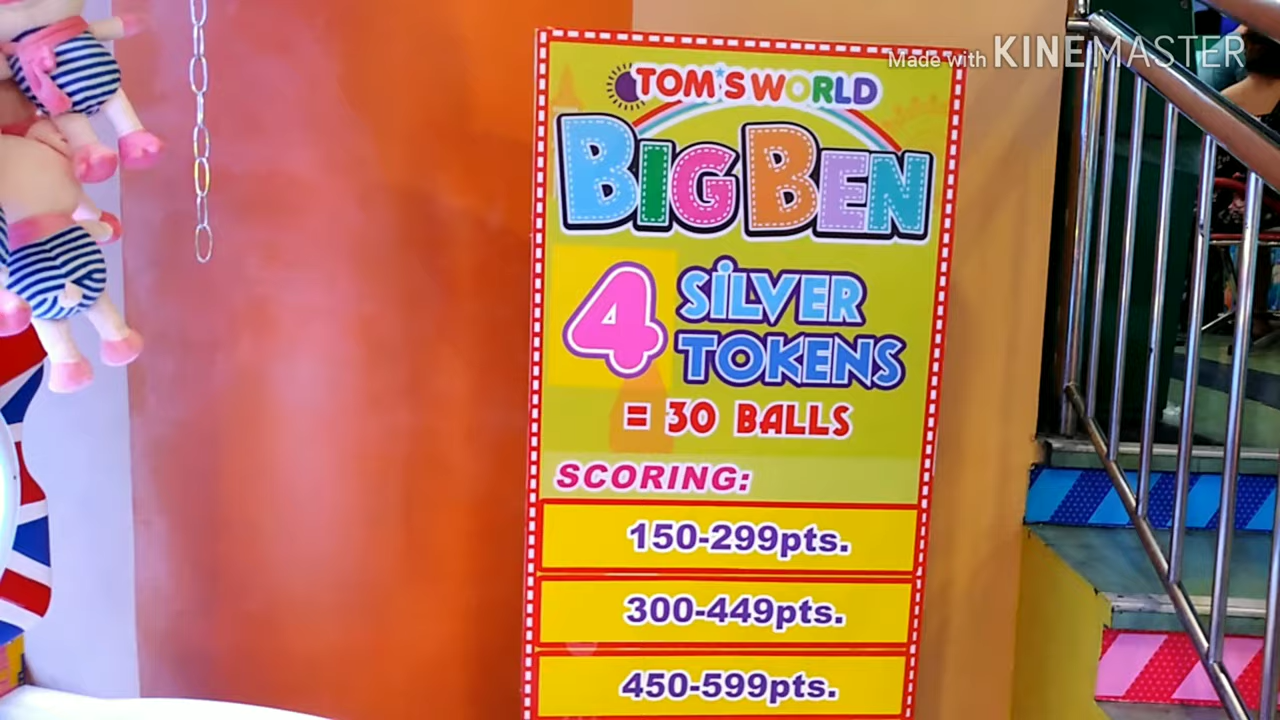 Made with KINEMASTER
TOM'S WORLD
BIG BEN
4 SILVER
TOKENS
= 30 BALLS
SCORING:
150-299pts.
300-449pts.
450-599pts.